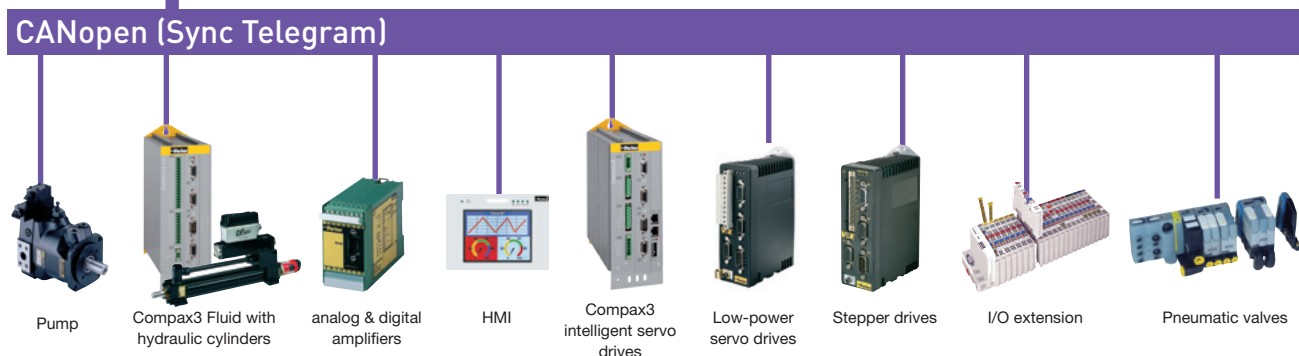 CANopen (Sync Telegram)
Pump
Compax3 Fluid with
hydraulic cylinders
analog & digital
amplifiers
HMI
Compax3
intelligent servo
drives
Low-power
servo drives
Stepper drives
I/O extension
Pneumatic valves